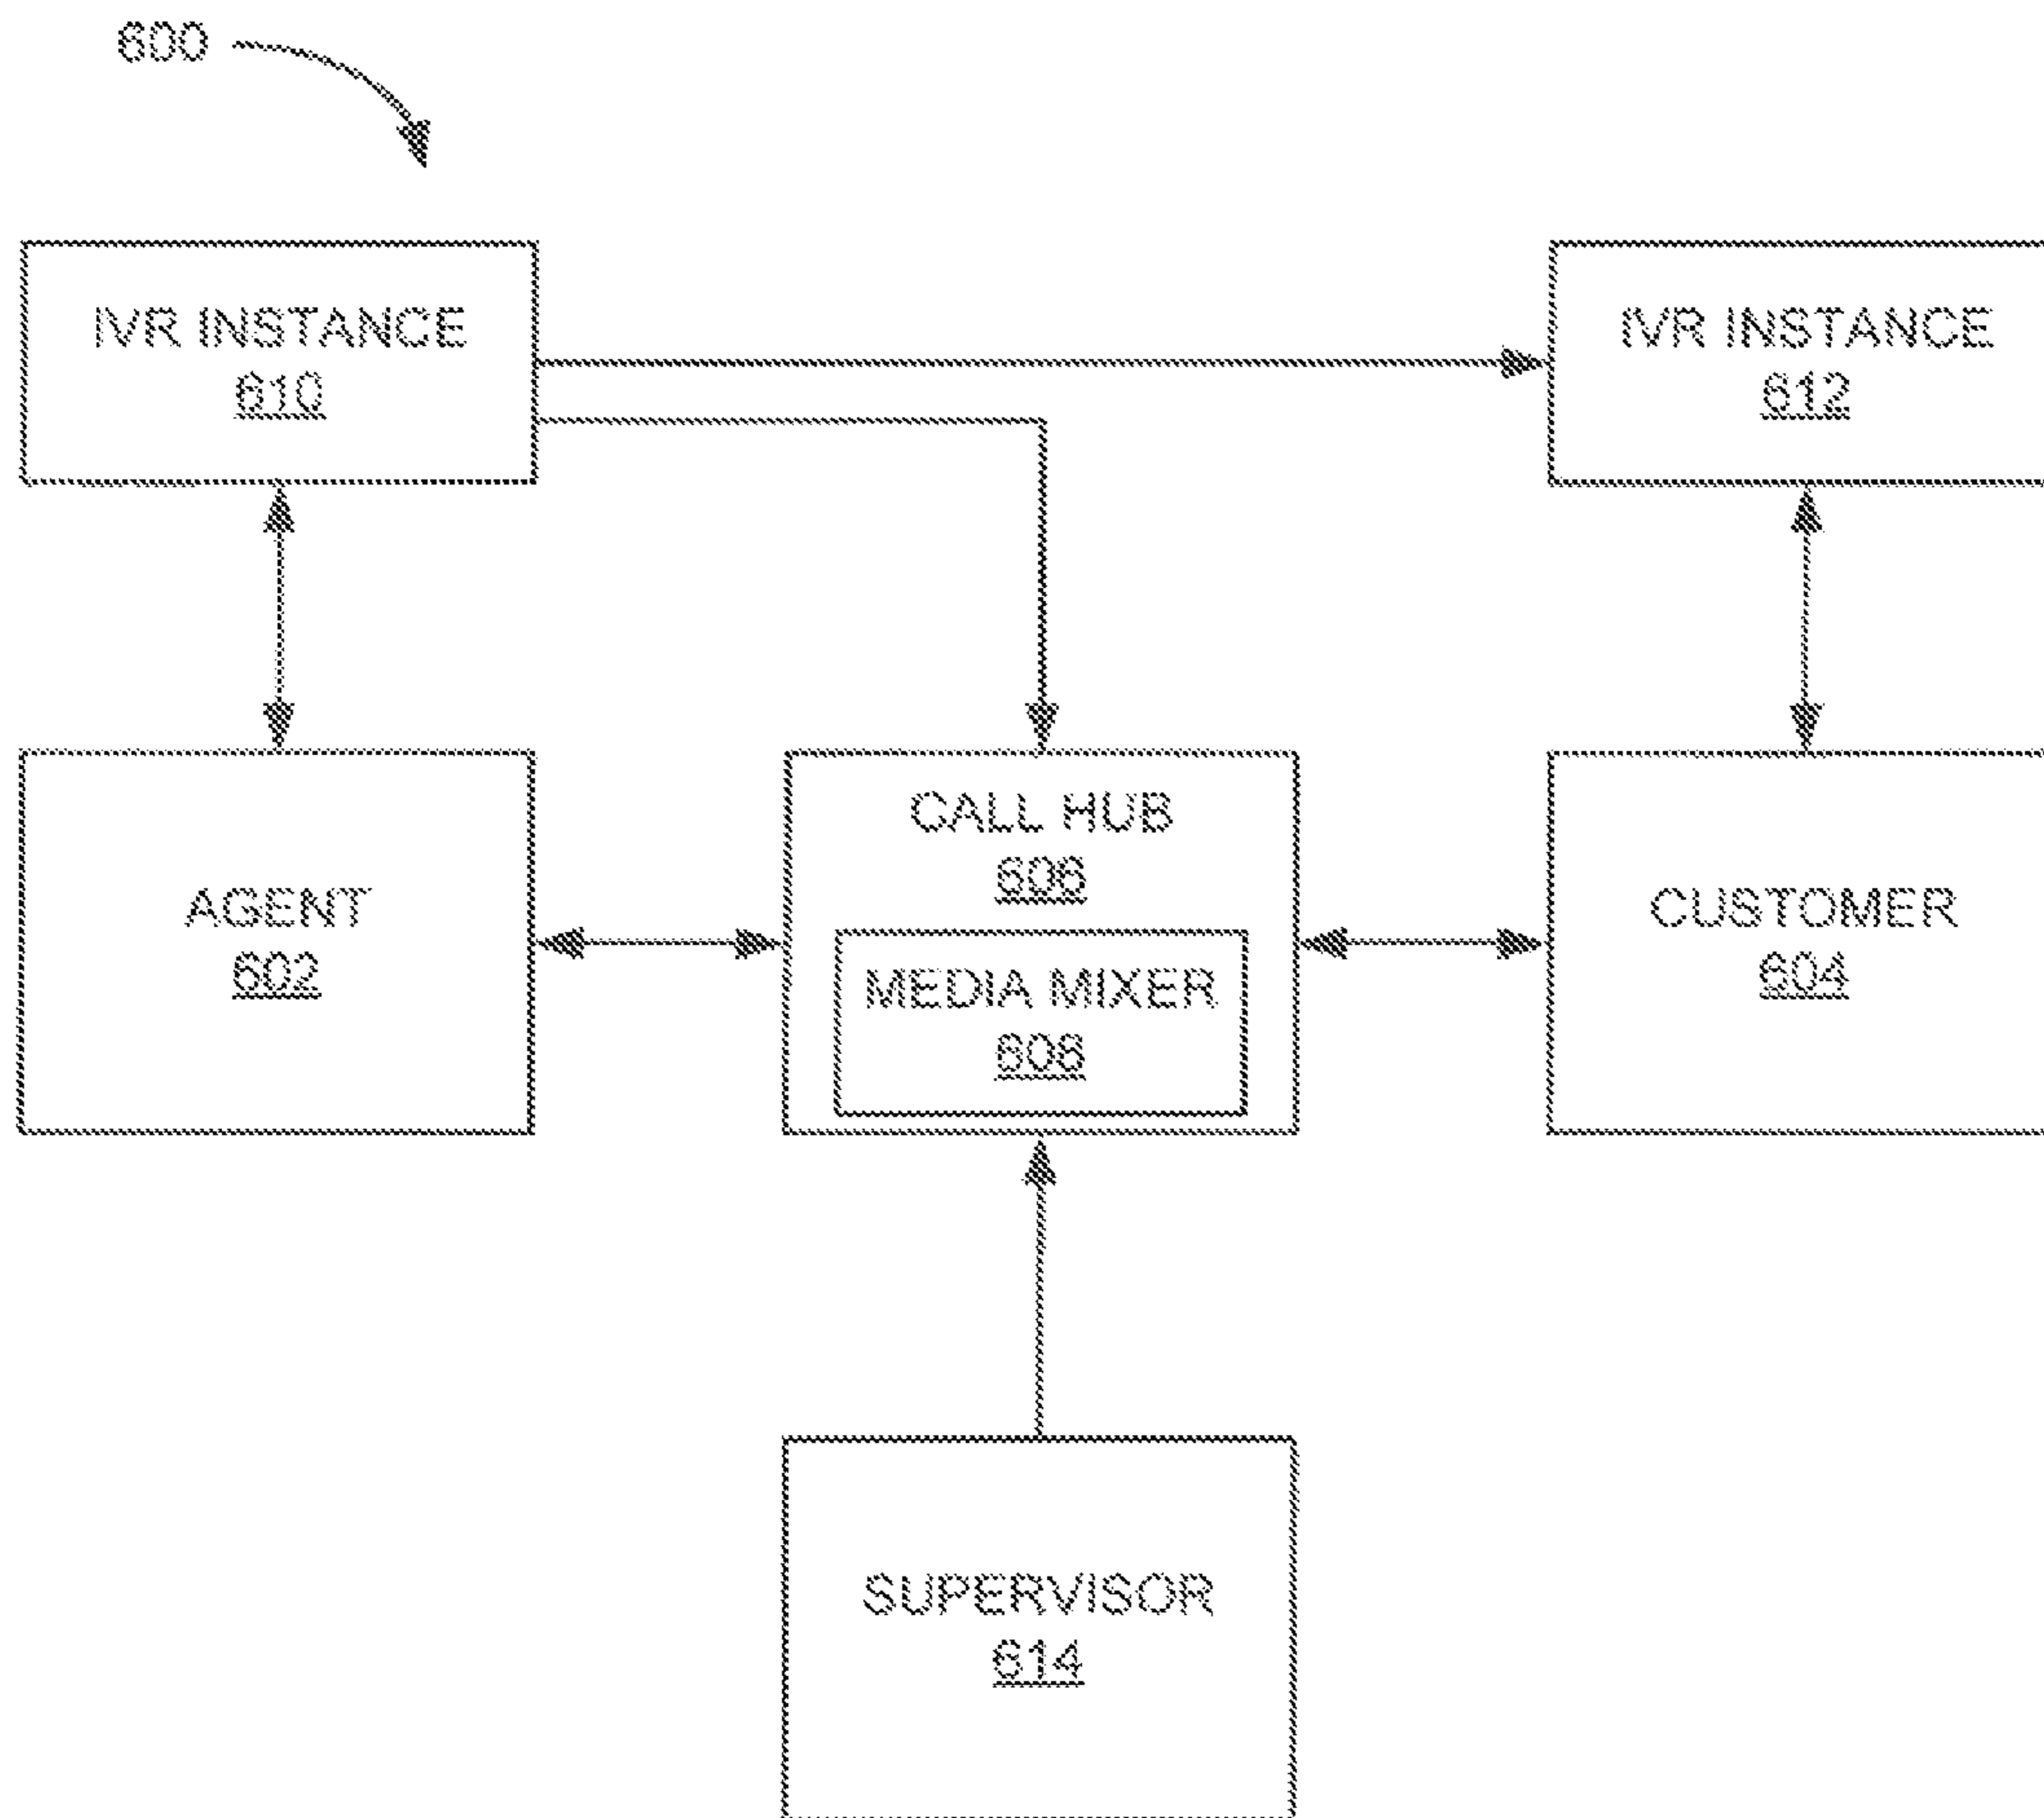 600
IVR INSTANCE
610
IVR INSTANCE
612
AGENT
602
CALL HUB
606
MEDIA MIXER
608
CUSTOMER
604
SUPERVISOR
614